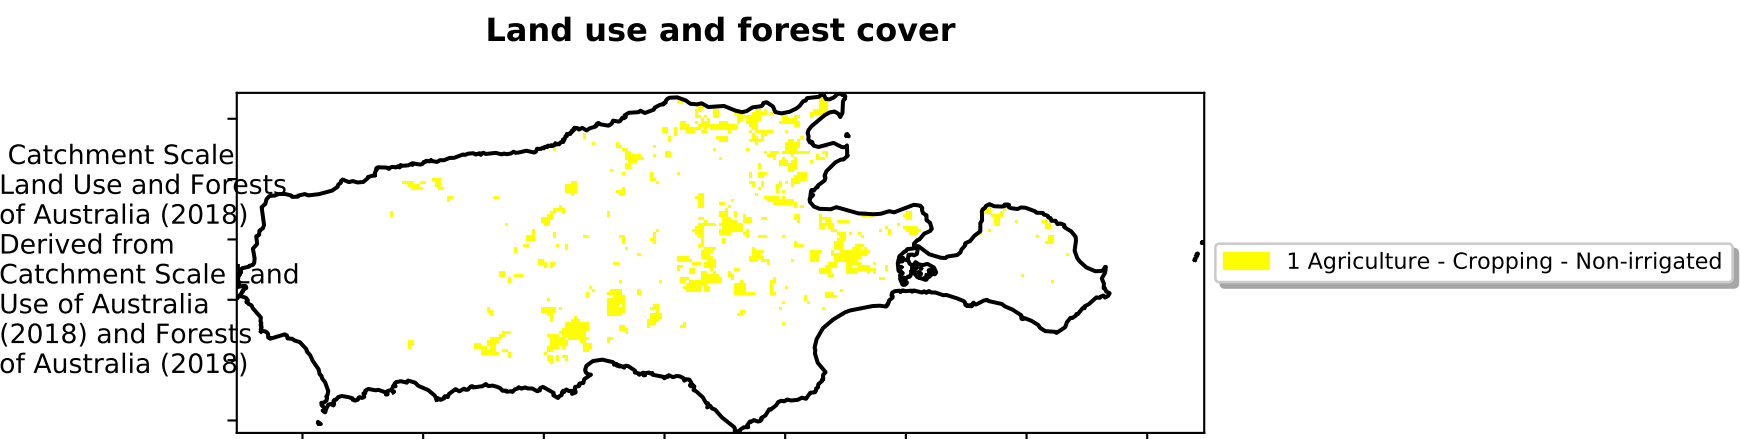 Land use and forest cover
Catchment Scale
Land Use and Forests
of Australia (2018)
Derived from
Catchment Scale Land
Use of Australia
(2018) and Forests
of Australia (2018)
1 Agriculture - Cropping - Non-irrigated